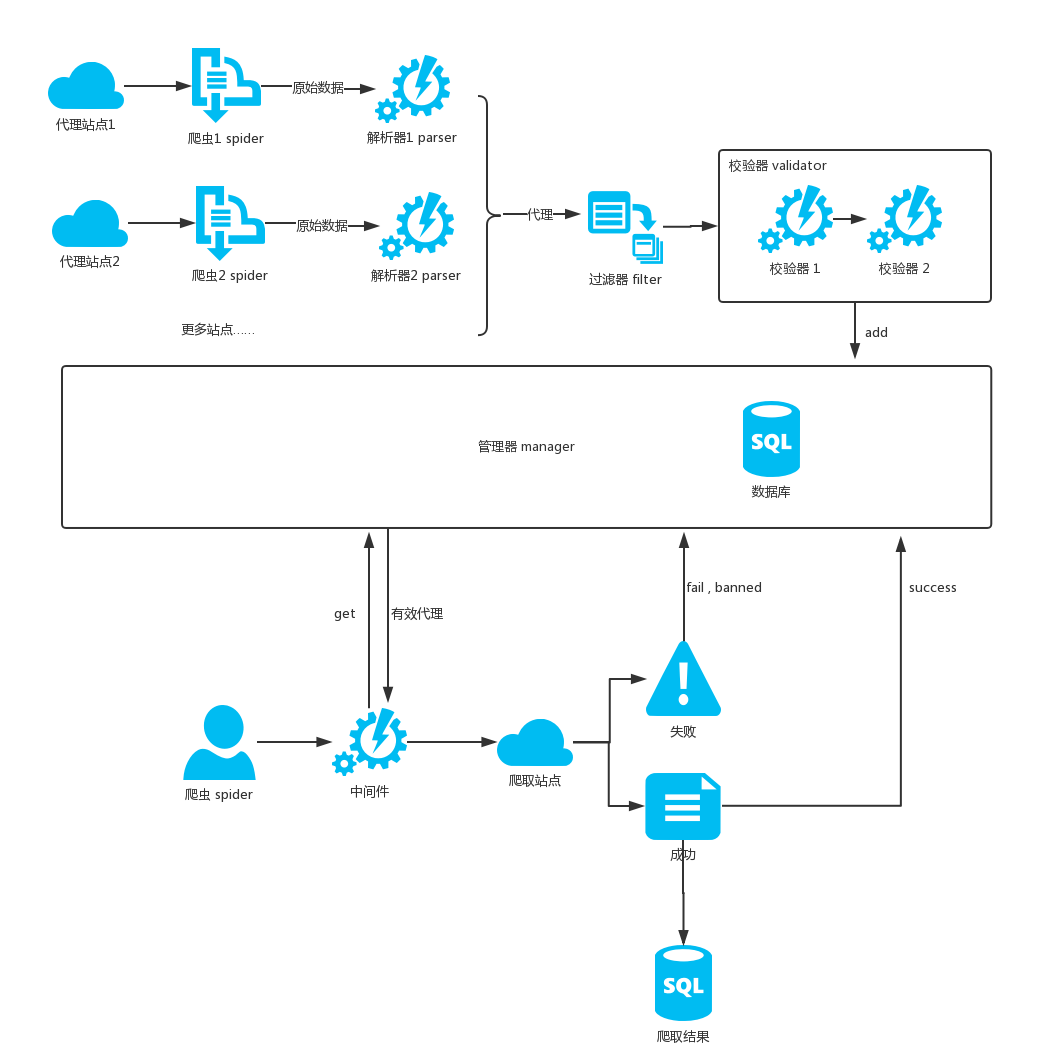 代理站点1
爬虫1 spider
原始数据
解析器1 parser
代理站点2
爬虫2 spider
原始数据
解析器2 parser
更多站点……
代理
过滤器 filter
校验器 validator
校验器 1
校验器 2
add
管理器 manager
SQL
数据库
get
有效代理
fail , banned
success
爬虫 spider
中间件
爬取站点
失败
成功
SQL
爬取结果